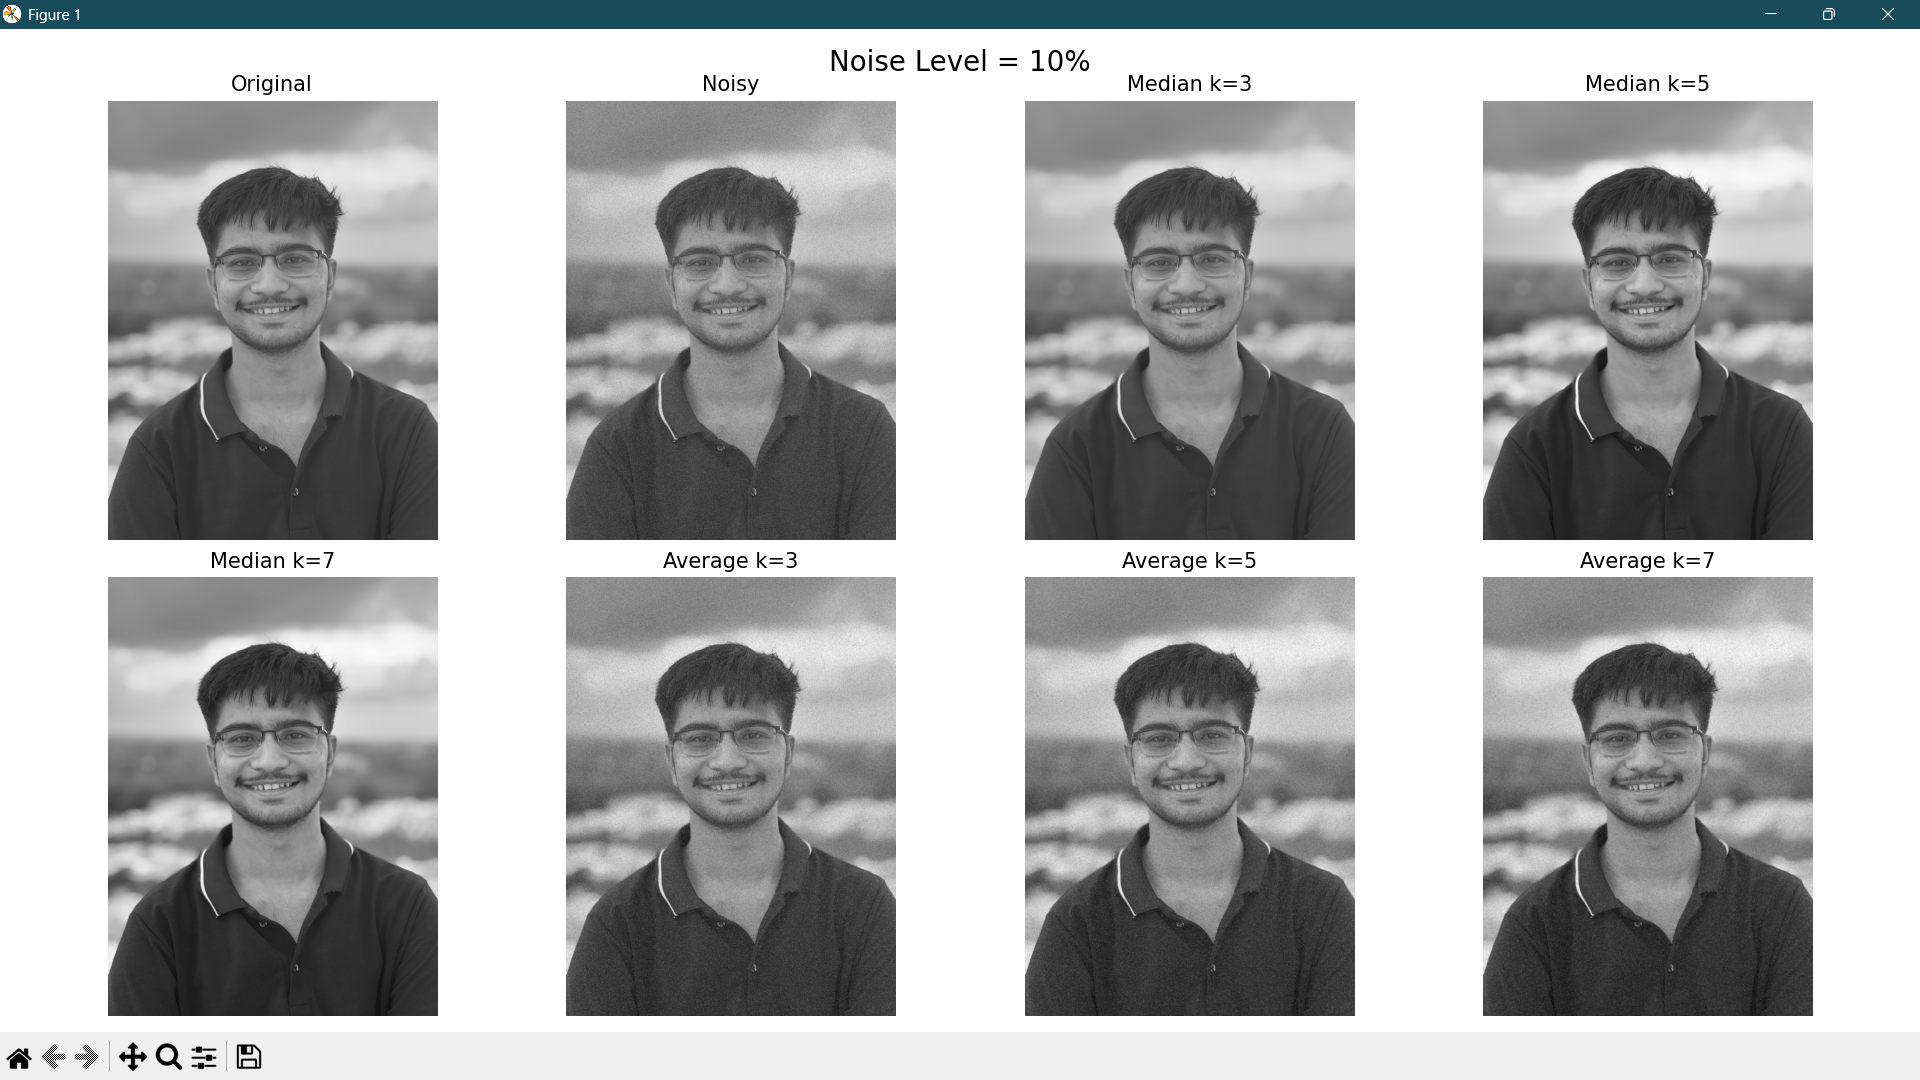 Figure 1
Noise Level = 10%
Original
Noisy
Median k=3
Median k=5
Median k=7
Average k=3
Average k=5
Average k=7